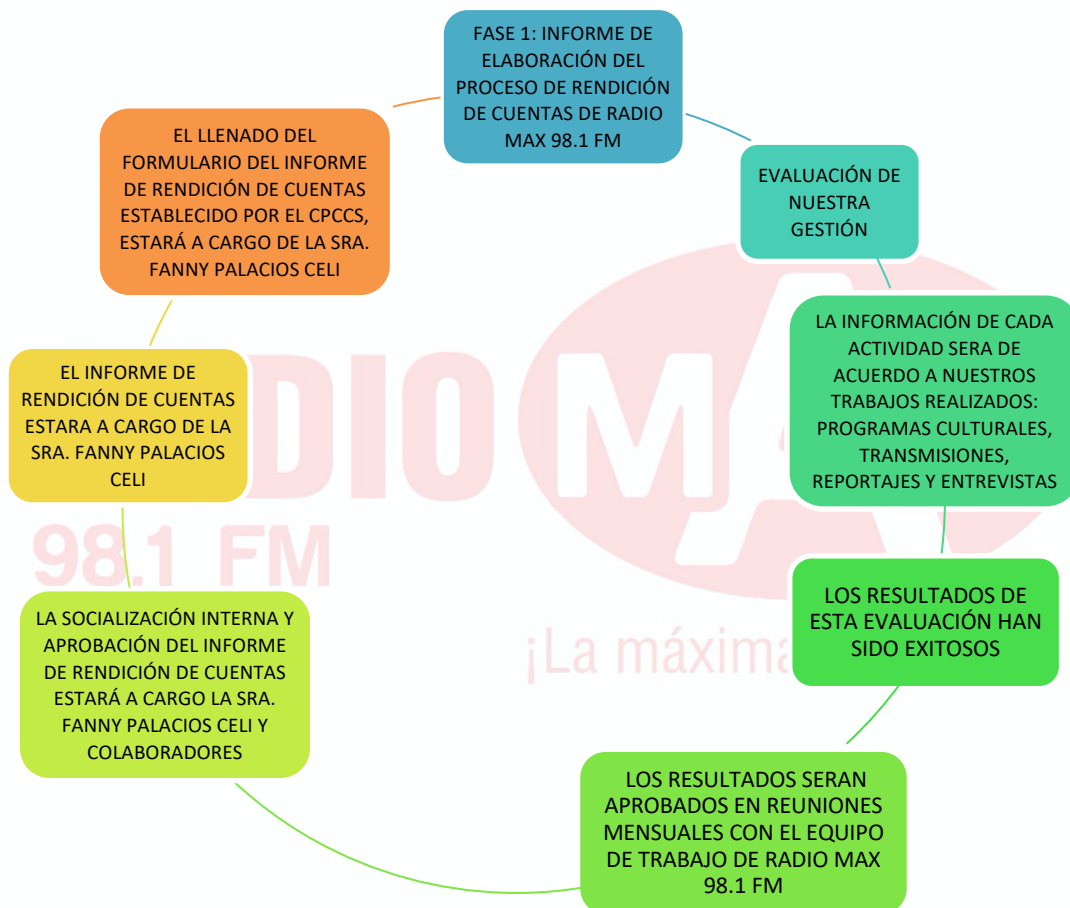 FASE 1: INFORME DE
ELABORACIÓN DEL
PROCESO DE RENDICIÓN
DE CUENTAS DE RADIO
MAX 98.1 FM
EVALUACIÓN DE
NUESTRA
GESTIÓN
LA INFORMACIÓN DE CADA
ACTIVIDAD SERA DE
ACUERDO A NUESTROS
TRABAJOS REALIZADOS:
PROGRAMAS CULTURALES,
TRANSMISIONES,
REPORTAJES Y ENTREVISTAS
LOS RESULTADOS DE
ESTA EVALUACIÓN HAN
SIDO EXITOSOS
LOS RESULTADOS SERAN
APROBADOS EN REUNIONES
MENSUALES CON EL EQUIPO
DE TRABAJO DE RADIO MAX
98.1 FM
LA SOCIALIZACIÓN INTERNA Y
APROBACIÓN DEL INFORME
DE RENDICIÓN DE CUENTAS
ESTARÁ A CARGO LA SRA.
FANNY PALACIOS CELI Y
COLABORADORES
EL INFORME DE
RENDICIÓN DE CUENTAS
ESTARA A CARGO DE LA
SRA. FANNY PALACIOS
CELI
EL LLENADO DEL
FORMULARIO DEL INFORME
DE RENDICIÓN DE CUENTAS
ESTABLECIDO POR EL CPCCS,
ESTARÁ A CARGO DE LA SRA.
FANNY PALACIOS CELI
DIO MA
98.1 FM
¡La máxima